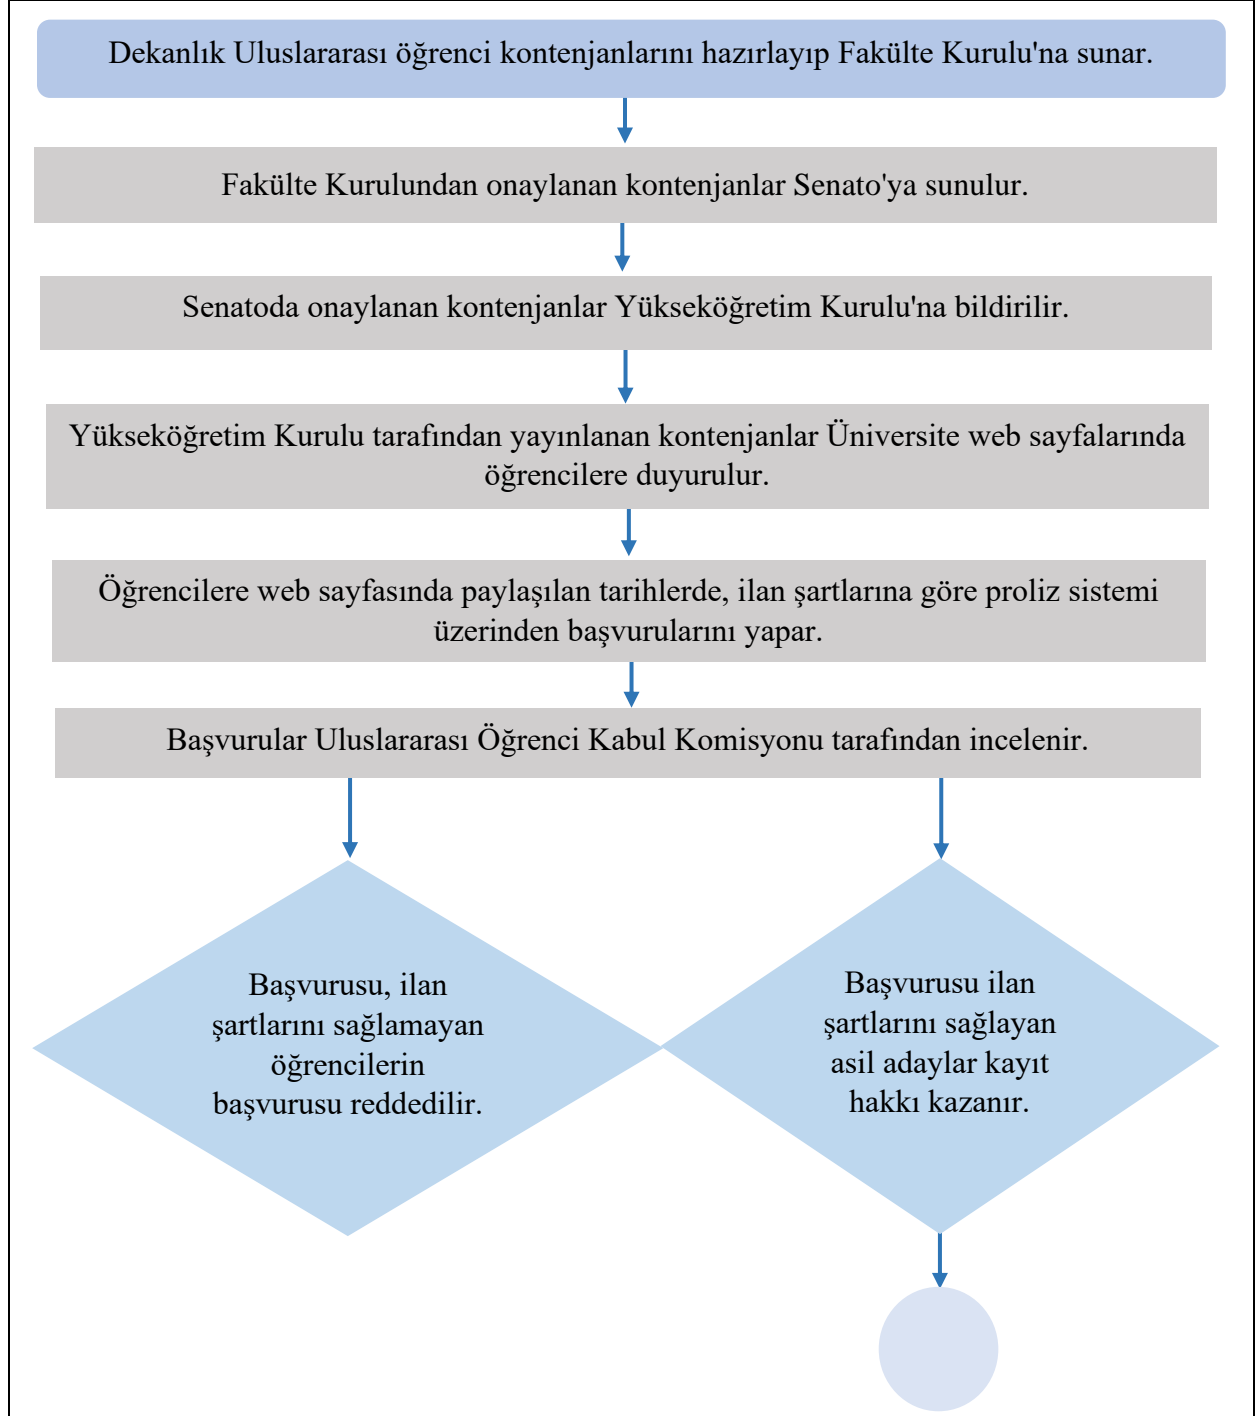 Dekanlık Uluslararası öğrenci kontenjanlarını hazırlayıp Fakülte Kurulu'na sunar.
Fakülte Kurulundan onaylanan kontenjanlar Senato'ya sunulur.
Senatoda onaylanan kontenjanlar Yükseköğretim Kurulu'na bildirilir.
Yükseköğretim Kurulu tarafından yayınlanan kontenjanlar Üniversite web sayfalarında
öğrencilere duyurulur.
Öğrencilere web sayfasında paylaşılan tarihlerde, ilan şartlarına göre proliz sistemi
üzerinden başvurularını yapar.
Başvurular Uluslararası Öğrenci Kabul Komisyonu tarafından incelenir.
Başvurusu, ilan
şartlarını sağlamayan
öğrencilerin
başvurusu reddedilir.
Başvurusu ilan
şartlarını sağlayan
asil adaylar kayıt
hakkı kazanır.